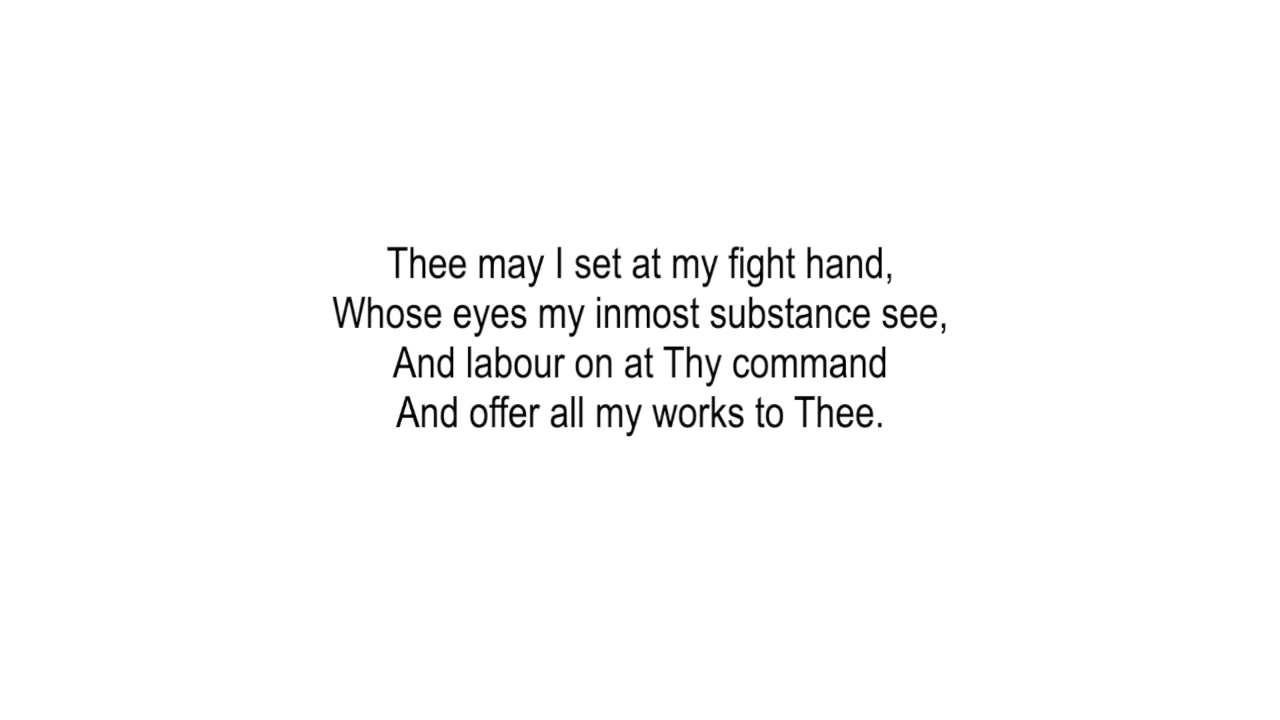 Thee may I set at my fight hand,
Whose eyes my inmost substance see,
And labour on at Thy command
And offer all my works to Thee.